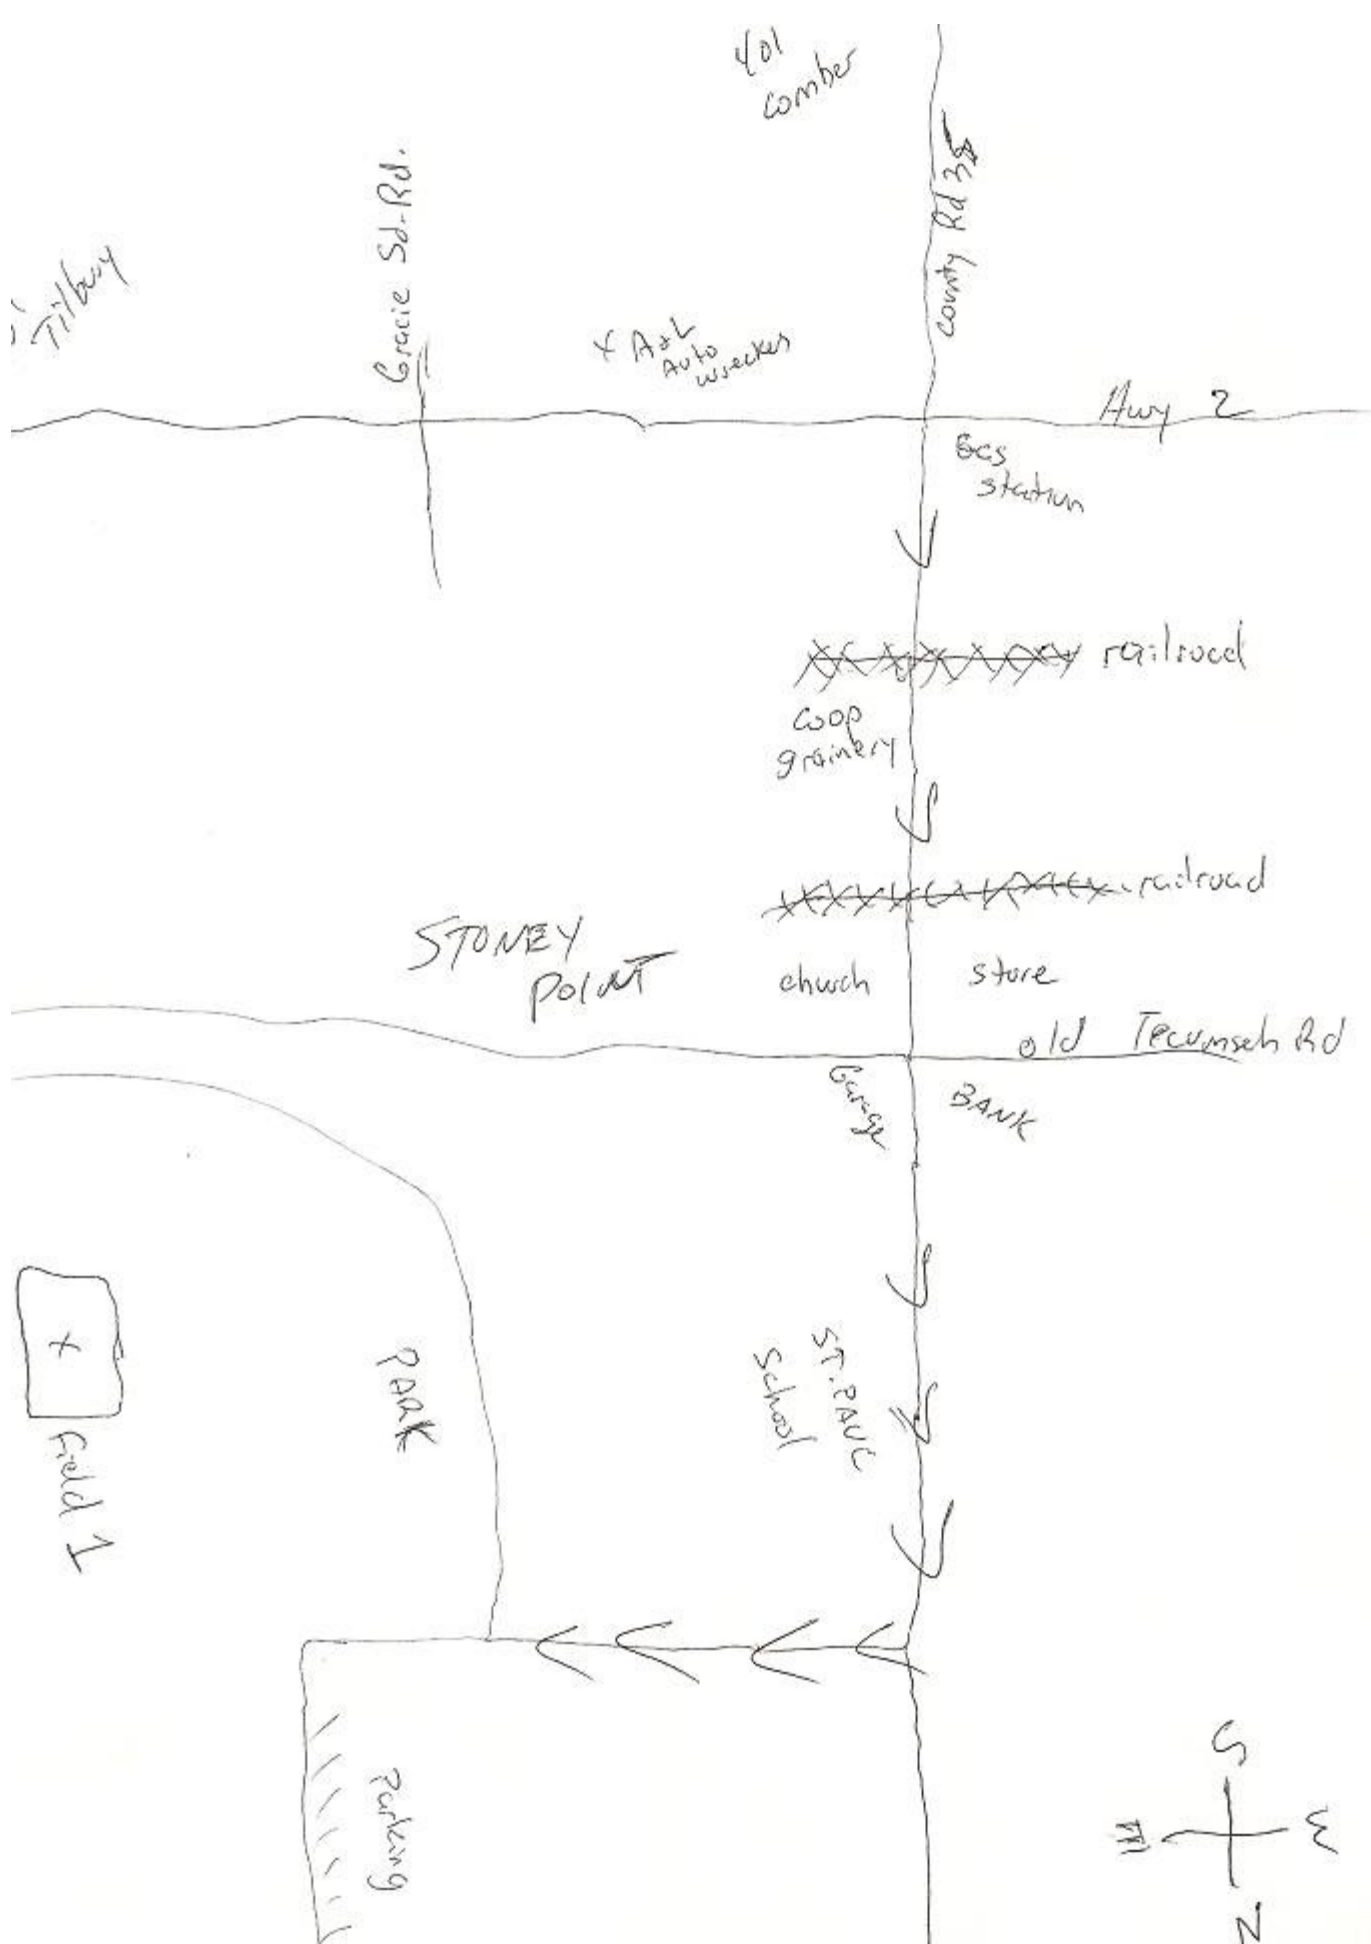 401
comber
County Rd 35
Gracie Sd-Rd.
Tilbury
X A&L
Auto
wreckers
Hwy 2
Gas
station
railroad
Coop
grainery
railroad
STONEY
POINT
church
store
old Tecumseh Rd
Garage
BANK
ST. PAUL
School
PARK
X
Field 1
Parking
S
E
W
N